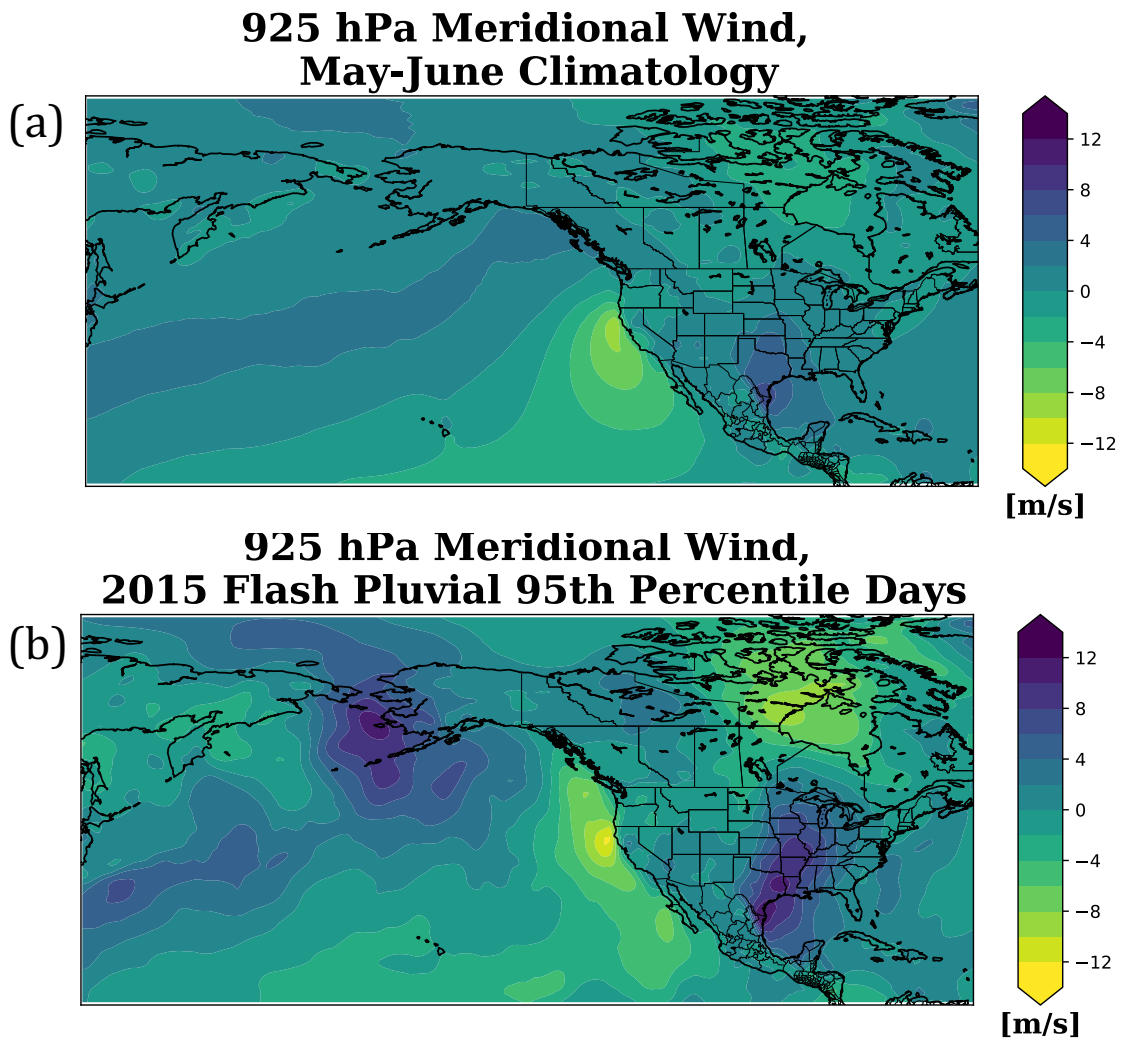 925 hPa Meridional Wind,
May-June Climatology
(a)
12
8
4
0
−4
−8
−12
[m/s]
925 hPa Meridional Wind,
2015 Flash Pluvial 95th Percentile Days
(b)
12
8
4
0
−4
−8
−12
[m/s]